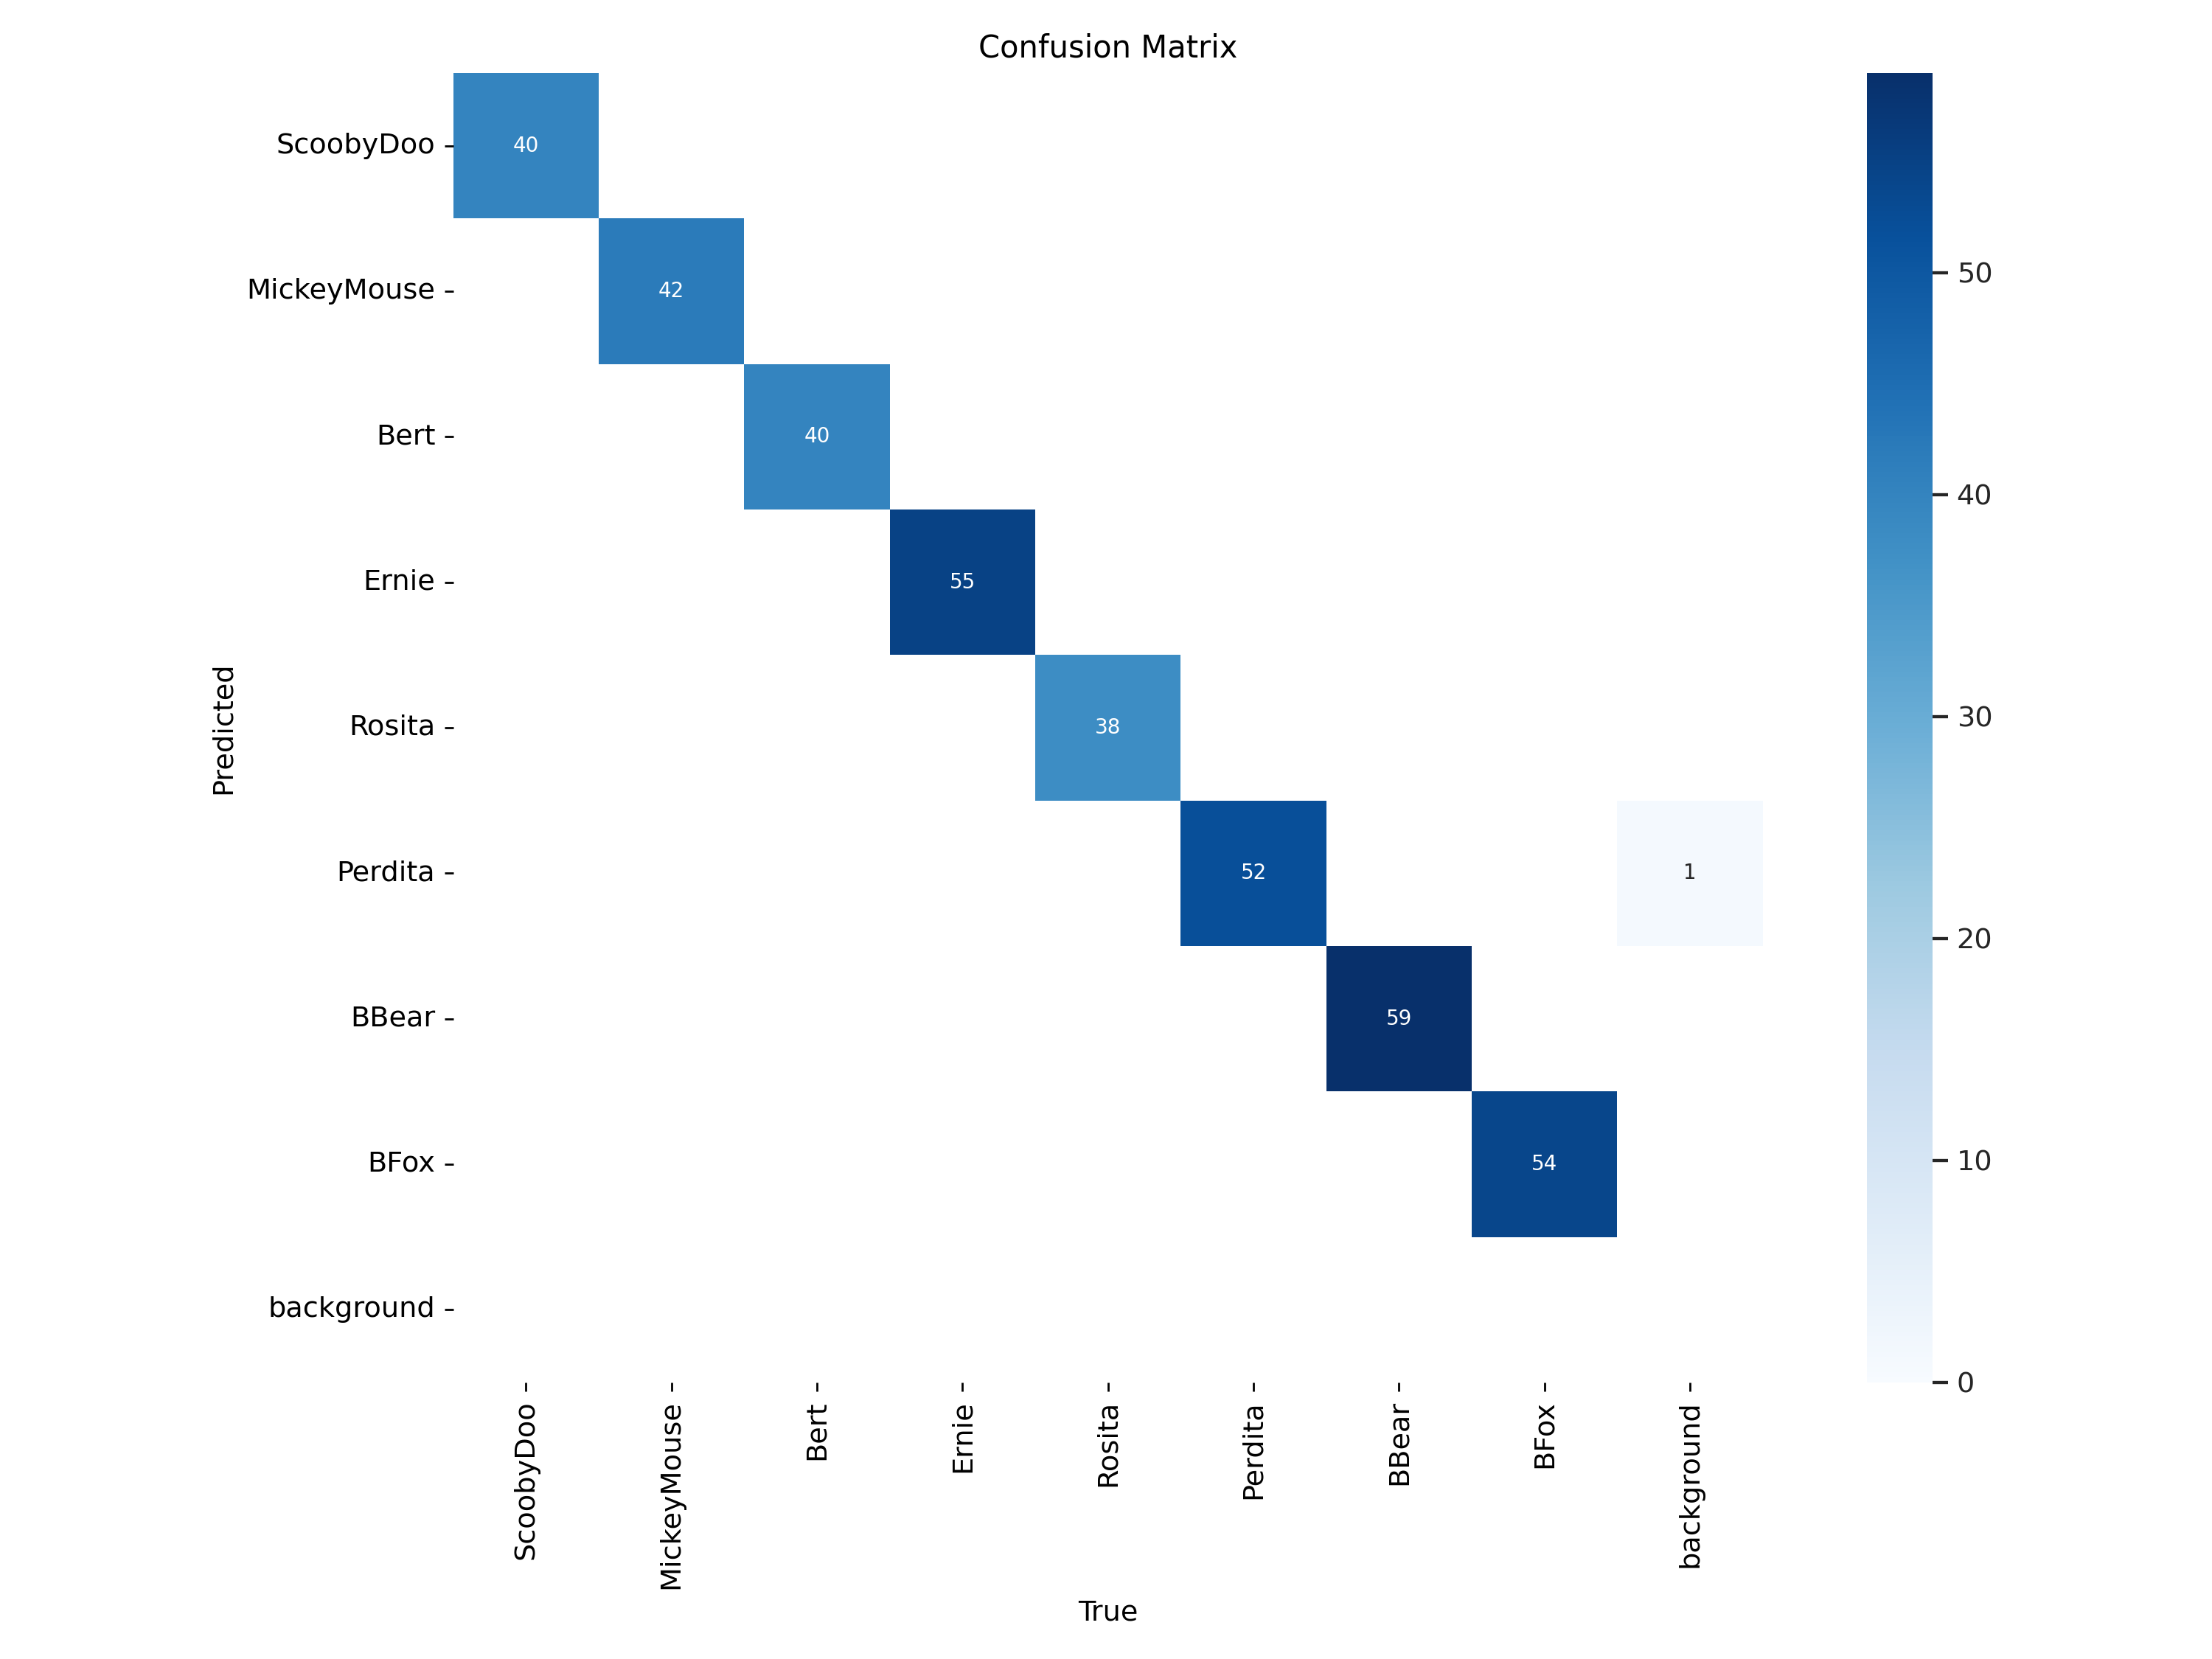 Confusion Matrix
ScoobyDoo
40
MickeyMouse
42
50
Bert
40
40
Ernie
55
Rosita
38
30
Predicted
Perdita
52
1
20
BBear
59
BFox
54
10
background
0
ScoobyDoo
MickeyMouse
Bert
Ernie
Rosita
Perdita
BBear
BFox
background
True